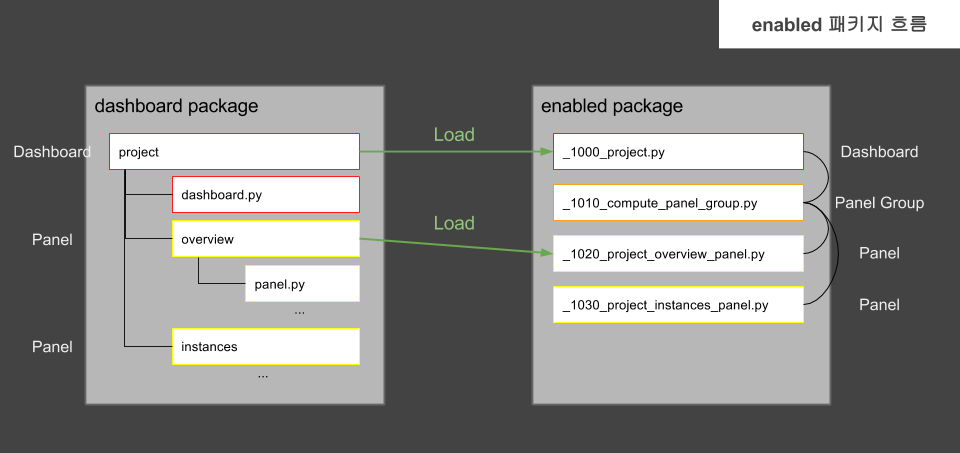 enabled 패키지 흐름
dashboard package
enabled package
Dashboard
project
Load
_1000_project.py
Dashboard
dashboard.py
_1010_compute_panel_group.py
Panel Group
Panel
overview
Load
_1020_project_overview_panel.py
Panel
panel.py
...
_1030_project_instances_panel.py
Panel
Panel
instances
...